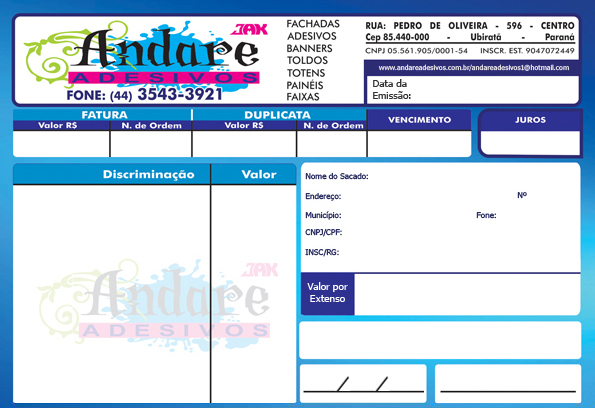 JAX
Andare
ADESIVOS
FONE: (44) 3543-3921
FACHADAS
ADESIVOS
BANNERS
TOLDOS
TOTENS
PAINÉIS
FAIXAS
RUA: PEDRO DE OLIVEIRA - 596 - CENTRO
Cep 85.440-000 - Ubiratã - Paraná
CNPJ 05.561.905/0001-54 INSCR. EST. 9047072449
www.andareadesivos.com.br/andareadesivos1@hotmail.com
Data da
Emissão:
FATURA DUPLICATA
Valor R$ N. de Ordem Valor R$ N. de Ordem
VENCIMENTO
JUROS
Discriminação Valor
JAX
Andare
ADESIVOS
Nome do Sacado:
Endereço: Nº
Município: Fone:
CNPJ/CPF:
INSC/RG:
Valor por
Extenso